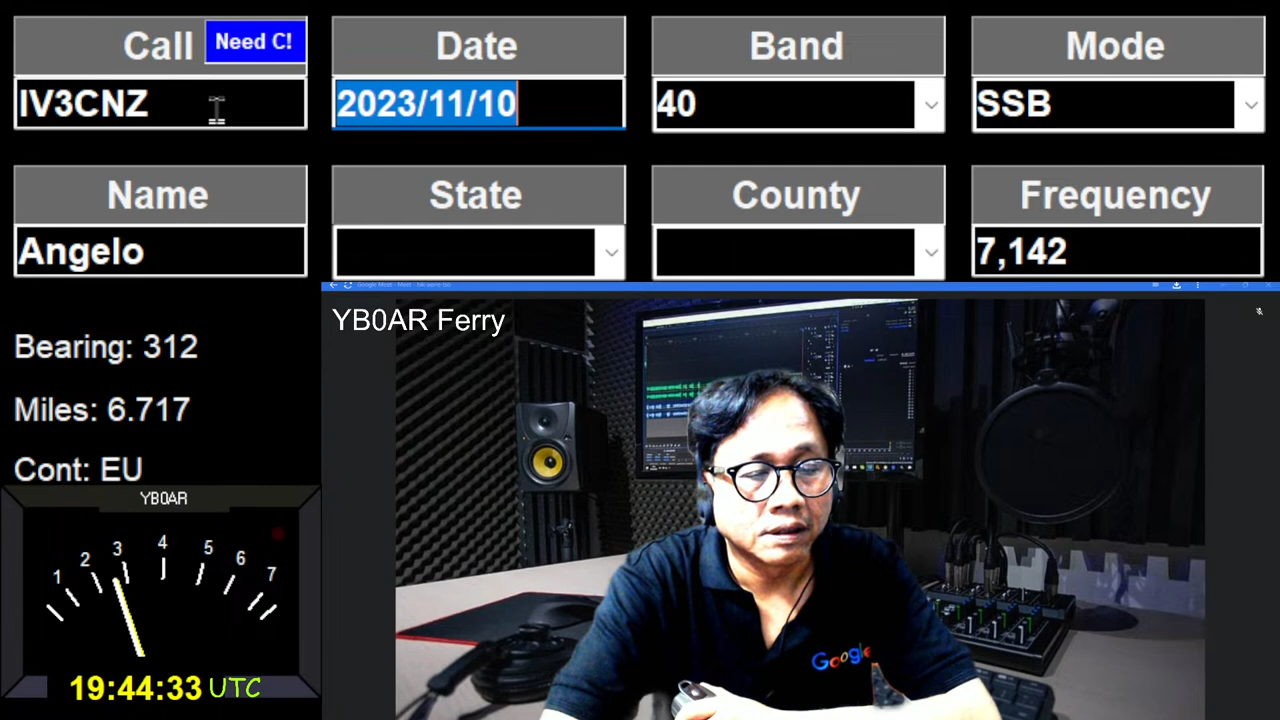 Call
Need C!
Date
Band
Mode
IV3CNZ
2023/11/10
40
SSB
Name
State
County
Frequency
Angelo
7,142
YB0AR Ferry
Bearing: 312
Miles: 6.717
Cont: EU
YB0AR
1 2 3 4 5 6 7
19:44:33 UTC
Google